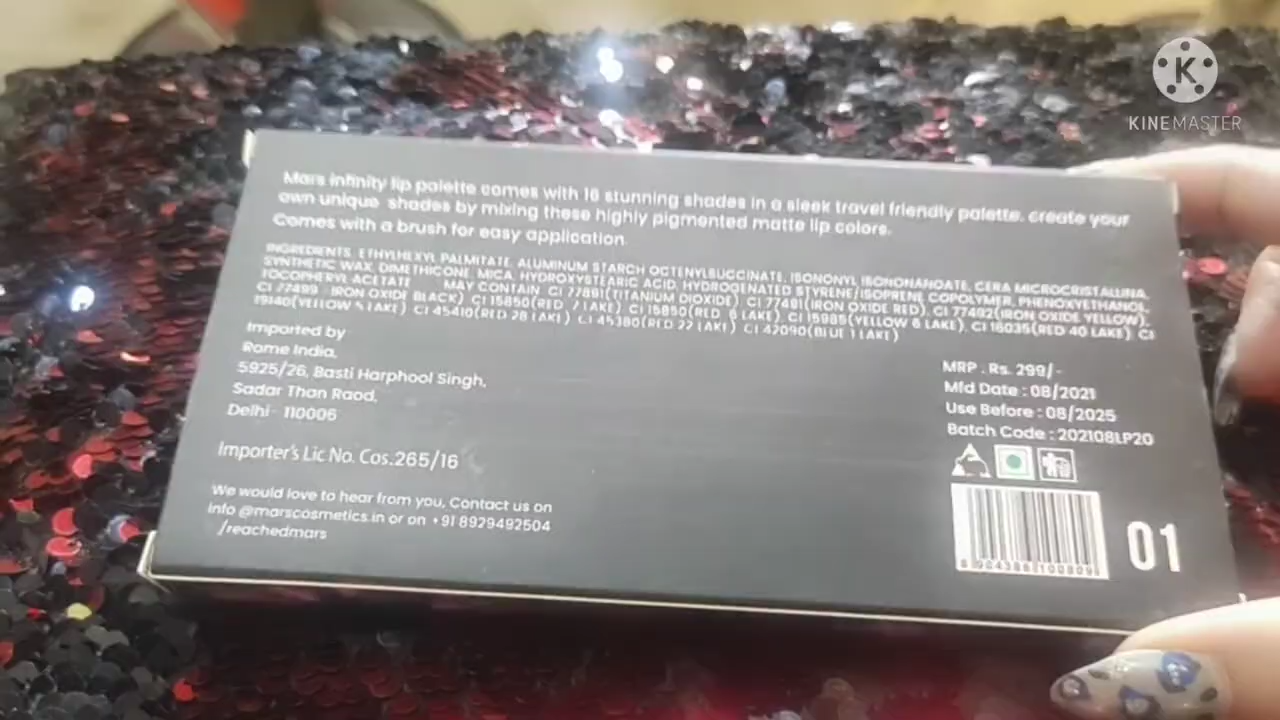 KINEMASTER
Mars infinity lip palette comes with 16 stunning shades in a sleek travel friendly palette. create your
own unique shades by mixing these highly pigmented matte lip colors.
Comes with a brush for easy application.
INGREDIENTS. ETHYLHEXYL PALMITATE, ALUMINUM STARCH OCTENYLSUCCINATE, ISONONYL ISONONANOATE, CERA MICROCRISTALLINA,
SYNTHETIC WAX, DIMETHICONE, MICA, HYDROXYSTEARIC ACID, HYDROGENATED STYRENE/ISOPRENE COPOLYMER, PHENOXYETHANOL,
TOCOPHERYL ACETATE MAY CONTAIN. CI 77891(TITANIUM DIOXIDE), CI 77491(IRON OXIDE RED), CI 77492(IRON OXIDE YELLOW),
CI 77499 IRON OXIDE BLACK) CI 15850(RED 7 LAKE) CI 15850(RED 6 LAKE), CI 15985(YELLOW 6 LAKE), CI 16035(RED 40 LAKE), CI
19140(YELLOW 5 LAKE) CI 45410(RED 28 LAKE) CI 45380(RED 22 LAKE) CI 42090(BLUE 1 LAKE)
Imported by
Rome India,
5925/26, Basti Harphool Singh,
Sadar Than Raod,
Delhi - 110006
Importer's Lic No. Cos.265/16
We would love to hear from you, Contact us on
info @marscosmetics.in or on +91 8929492504
/reachedmars
MRP . Rs. 299/-
Mfd Date : 08/2021
Use Before : 08/2025
Batch Code : 202108LP20
01